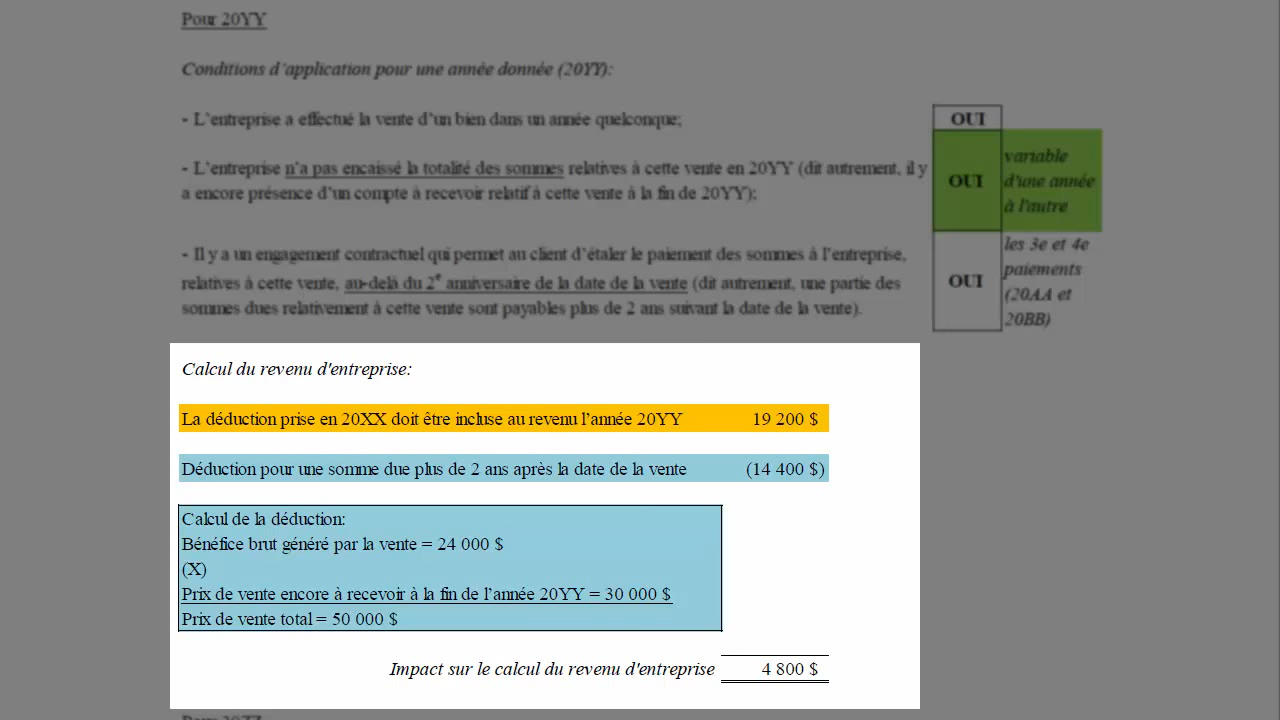 Pour 20YY
Conditions d'application pour une année donnée (20YY):
- L'entreprise a effectué la vente d'un bien dans un année quelconque;
OUI
- L'entreprise n'a pas encaissé la totalité des sommes relatives à cette vente en 20YY (dit autrement, il y
a encore présence d'un compte à recevoir relatif à cette vente à la fin de 20YY);
OUI
variable
d'une année
à l'autre
- Il y a un engagement contractuel qui permet au client d'étaler le paiement des sommes à l'entreprise,
relatives à cette vente, au-delà du 2e anniversaire de la date de la vente (dit autrement, une partie des
sommes dues relativement à cette vente sont payables plus de 2 ans suivant la date de la vente).
OUI
les 3e et 4e
paiements
(20AA et
20BB)
Calcul du revenu d'entreprise:
La déduction prise en 20XX doit être incluse au revenu l'année 20YY 19 200 $
Déduction pour une somme due plus de 2 ans après la date de la vente (14 400 $)
Calcul de la déduction:
Bénéfice brut généré par la vente = 24 000 $
(X)
Prix de vente encore à recevoir à la fin de l'année 20YY = 30 000 $
Prix de vente total = 50 000 $
Impact sur le calcul du revenu d'entreprise 4 800 $